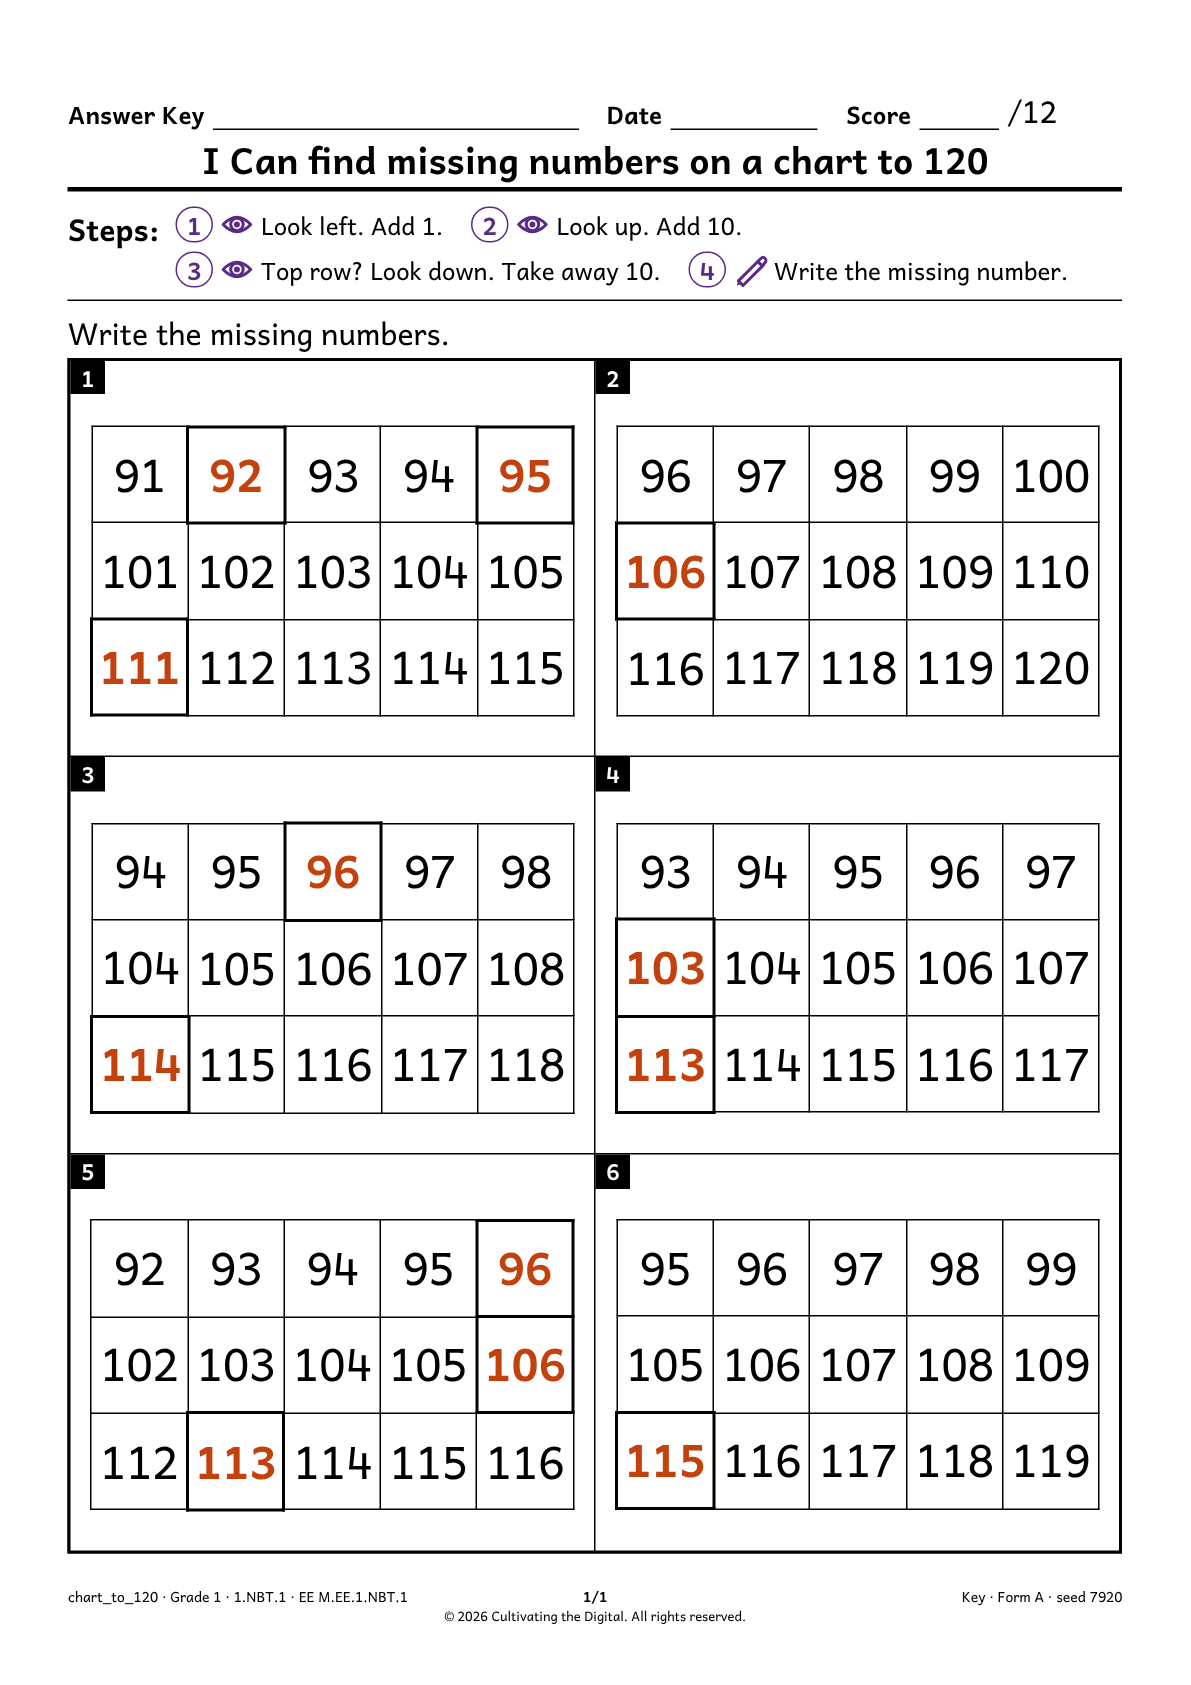 Answer Key Date Score /12
I Can find missing numbers on a chart to 120
Steps: 1 Look left. Add 1. 2 Look up. Add 10.
3 Top row? Look down. Take away 10. 4 Write the missing number.
Write the missing numbers.
1
91 92 93 94 95
101 102 103 104 105
111 112 113 114 115
2
96 97 98 99 100
106 107 108 109 110
116 117 118 119 120
3
94 95 96 97 98
104 105 106 107 108
114 115 116 117 118
4
93 94 95 96 97
103 104 105 106 107
113 114 115 116 117
5
92 93 94 95 96
102 103 104 105 106
112 113 114 115 116
6
95 96 97 98 99
105 106 107 108 109
115 116 117 118 119
chart_to_120 · Grade 1 · 1.NBT.1 · EE M.EE.1.NBT.1 1/1 Key · Form A · seed 7920
© 2026 Cultivating the Digital. All rights reserved.